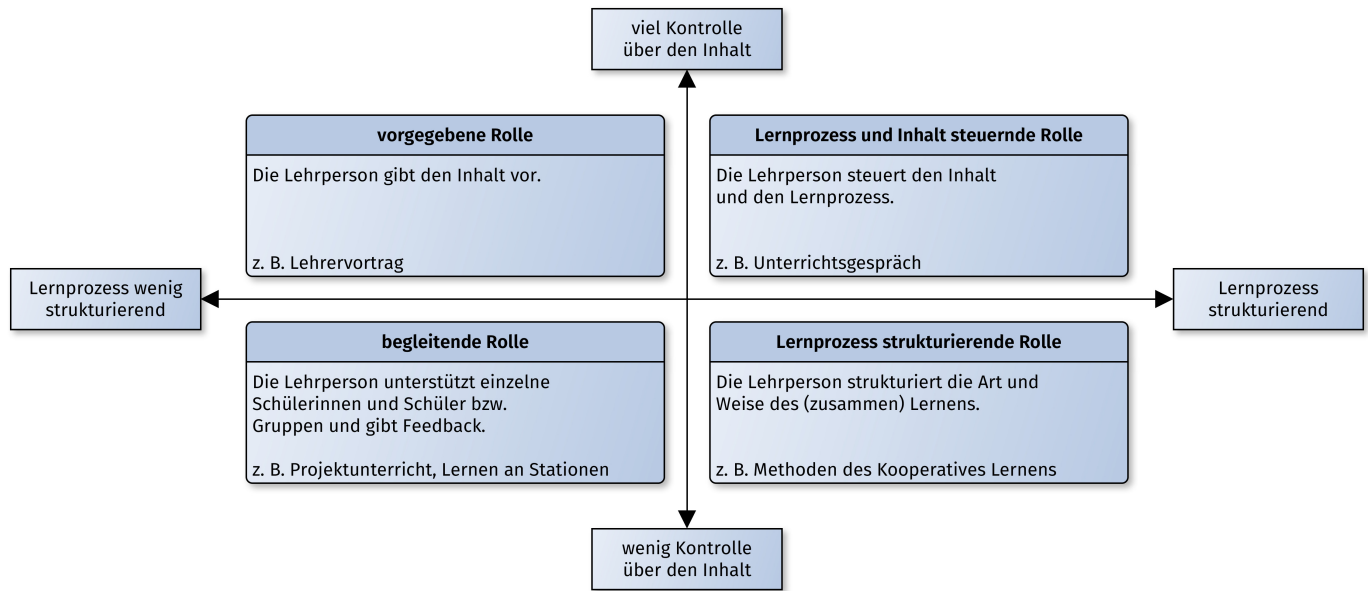 viel Kontrolle
über den Inhalt
vorgegebene Rolle
Die Lehrperson gibt den Inhalt vor.
z. B. Lehrervortrag
Lernprozess und Inhalt steuernde Rolle
Die Lehrperson steuert den Inhalt
und den Lernprozess.
z. B. Unterrichtsgespräch
Lernprozess wenig
strukturierend
Lernprozess
strukturierend
begleitende Rolle
Die Lehrperson unterstützt einzelne
Schülerinnen und Schüler bzw.
Gruppen und gibt Feedback.
z. B. Projektunterricht, Lernen an Stationen
Lernprozess strukturierende Rolle
Die Lehrperson strukturiert die Art und
Weise des (zusammen) Lernens.
z. B. Methoden des Kooperatives Lernens
wenig Kontrolle
über den Inhalt